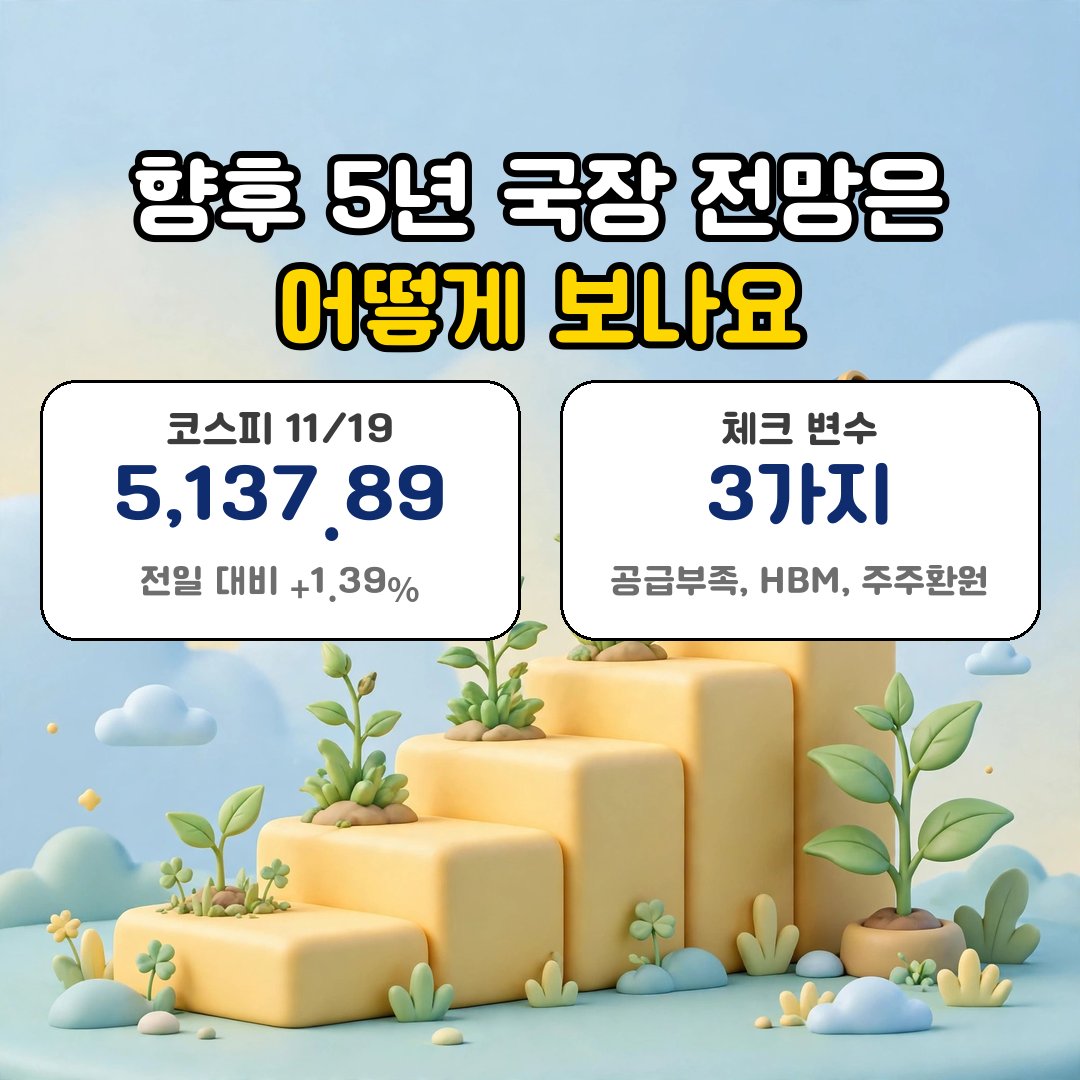 향후 5년 국장 전망은
어떻게 보나요
코스피 11/19
5,137.89
전일 대비 +1.39%
체크 변수
3가지
공급부족, HBM, 주주환원